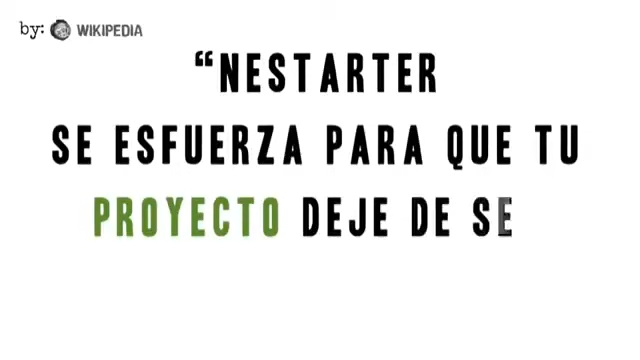 by: WIKIPEDIA
“NESTARTER
SE ESFUERZA PARA QUE TU
PROYECTO DEJE DE SE